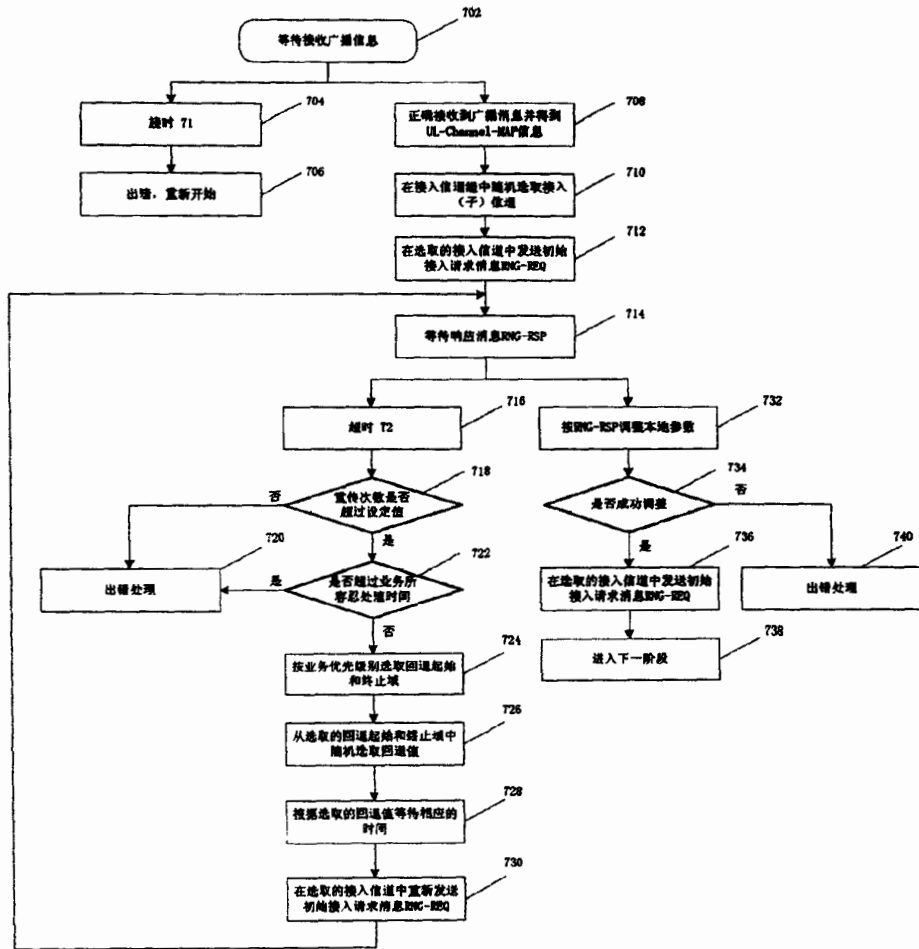 等待接收广播信息
702
超时 T1
704
出错,重新开始
706
正确接收到广播消息并得到
UL-Channel-MAP信息
708
在接入信道组中随机选取接入
(子)信道
710
在选取的接入信道中发送初始
接入请求消息RNG-REQ
712
等待响应消息RNG-RSP
714
超时 T2
716
按RNG-RSP调整本地参数
732
重传次数是否
超过设定值
718
否
是
是否成功调整
734
否
是
出错处理
720
是否超过业务所
容忍处理时间
722
是
否
在选取的接入信道中发送初始
接入请求消息RNG-REQ
736
出错处理
740
进入下一阶段
738
按业务优先级别选取回退起始
和终止域
724
从选取的回退起始和终止域中
随机选取回退值
726
根据选取的回退值等待相应的
时间
728
在选取的接入信道中重新发送
初始接入请求消息RNG-REQ
730